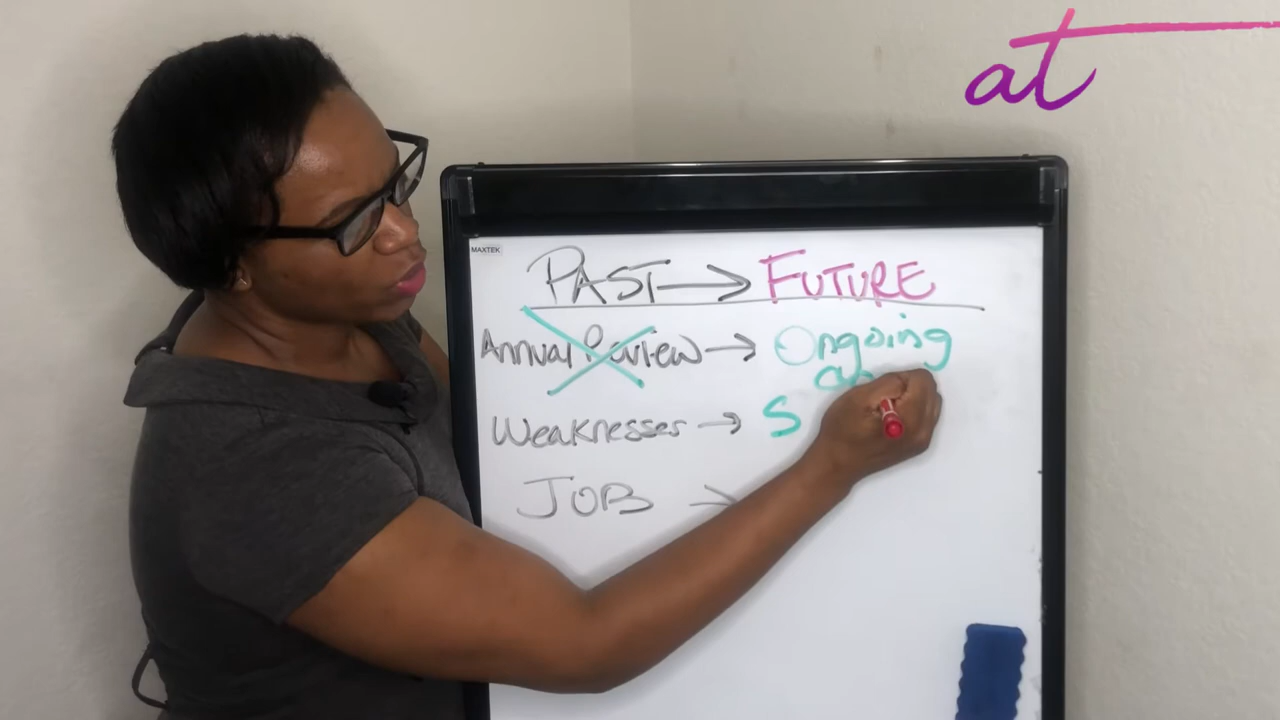 at
MAXTEK
PAST → FUTURE
Annual Review → Ongoing
Weaknesses → S
JOB →